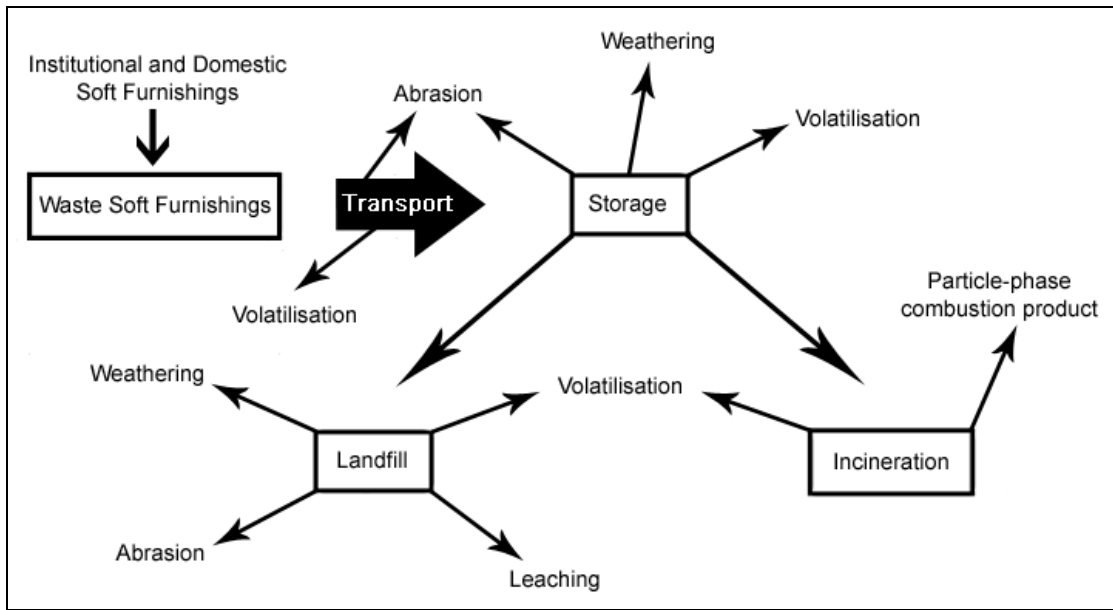 Institutional and Domestic
Soft Furnishings
Waste Soft Furnishings
Transport
Abrasion
Volatilisation
Weathering
Volatilisation
Storage
Particle-phase
combustion product
Weathering
Volatilisation
Landfill
Incineration
Abrasion
Leaching